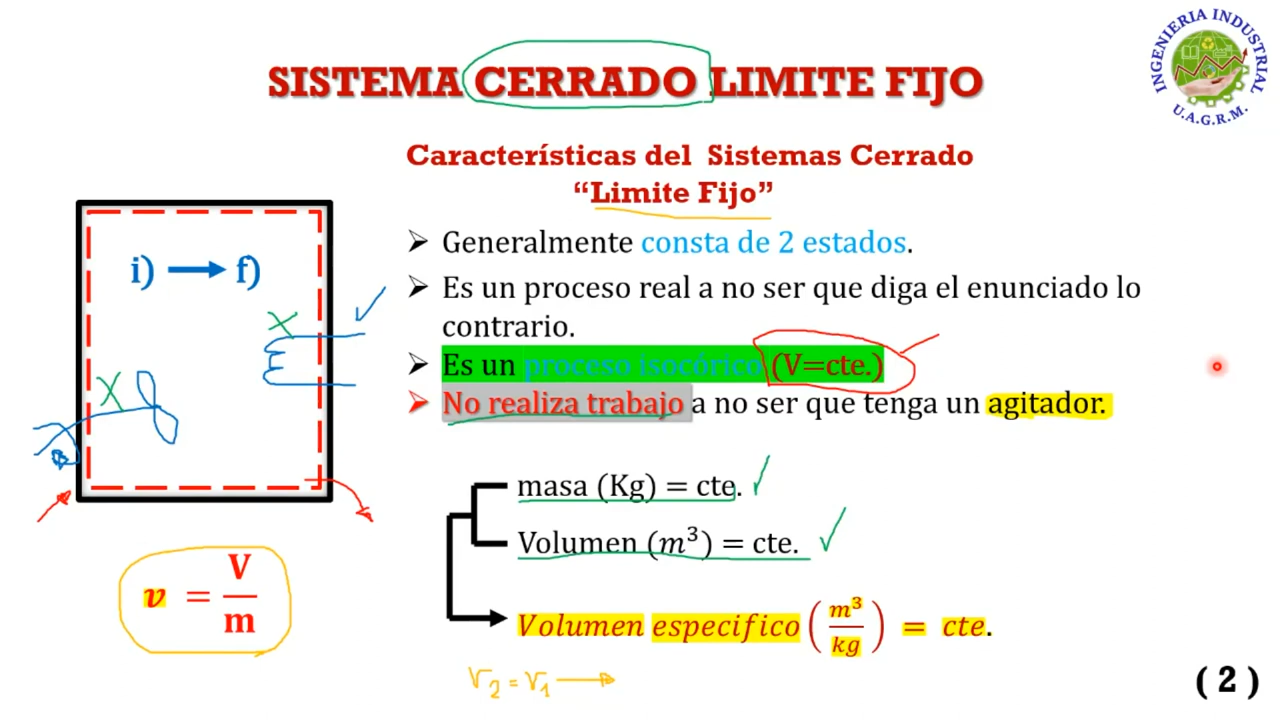 SISTEMA CERRADO LIMITE FIJO
INGENIERIA INDUSTRIAL
U.A.G.R.M.
Características del Sistemas Cerrado
“Limite Fijo”
i) f)
v = V/m
➢ Generalmente consta de 2 estados.
➢ Es un proceso real a no ser que diga el enunciado lo
contrario.
➢ Es un proceso isocórico (V=cte.)
➢ No realiza trabajo a no ser que tenga un agitador.
masa (Kg) = cte.
Volumen (m³) = cte.
Volumen especifico (m³/kg) = cte.
v₂ = v₁
( 2 )